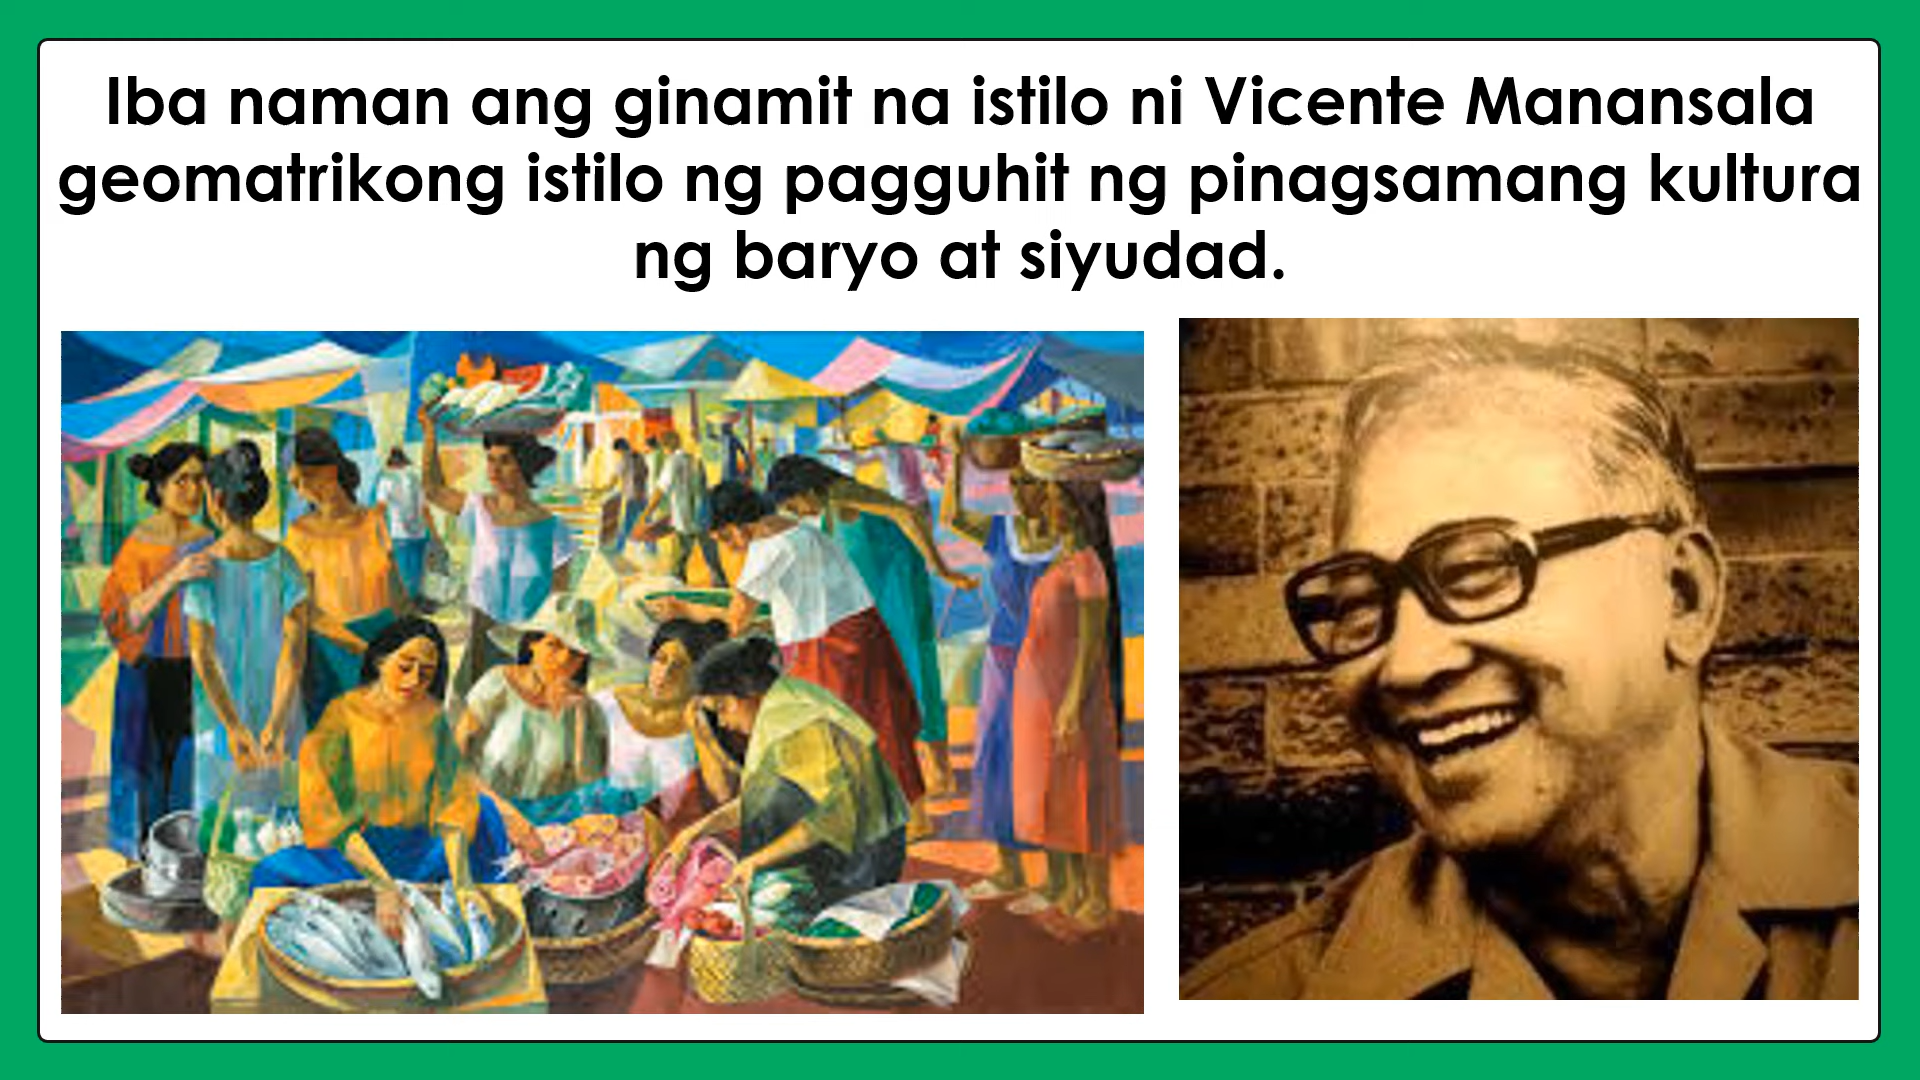 Iba naman ang ginamit na istilo ni Vicente Manansala
geomatrikong istilo ng pagguhit ng pinagsamang kultura
ng baryo at siyudad.